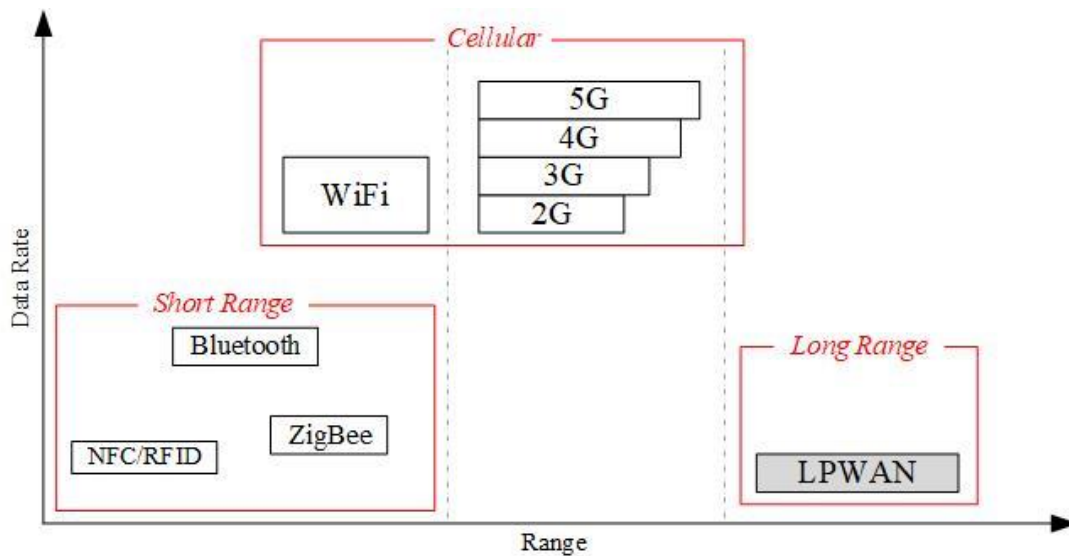 Cellular
5G
4G
3G
2G
WiFi
Data Rate
Short Range
Bluetooth
ZigBee
NFC/RFID
Long Range
LPWAN
Range